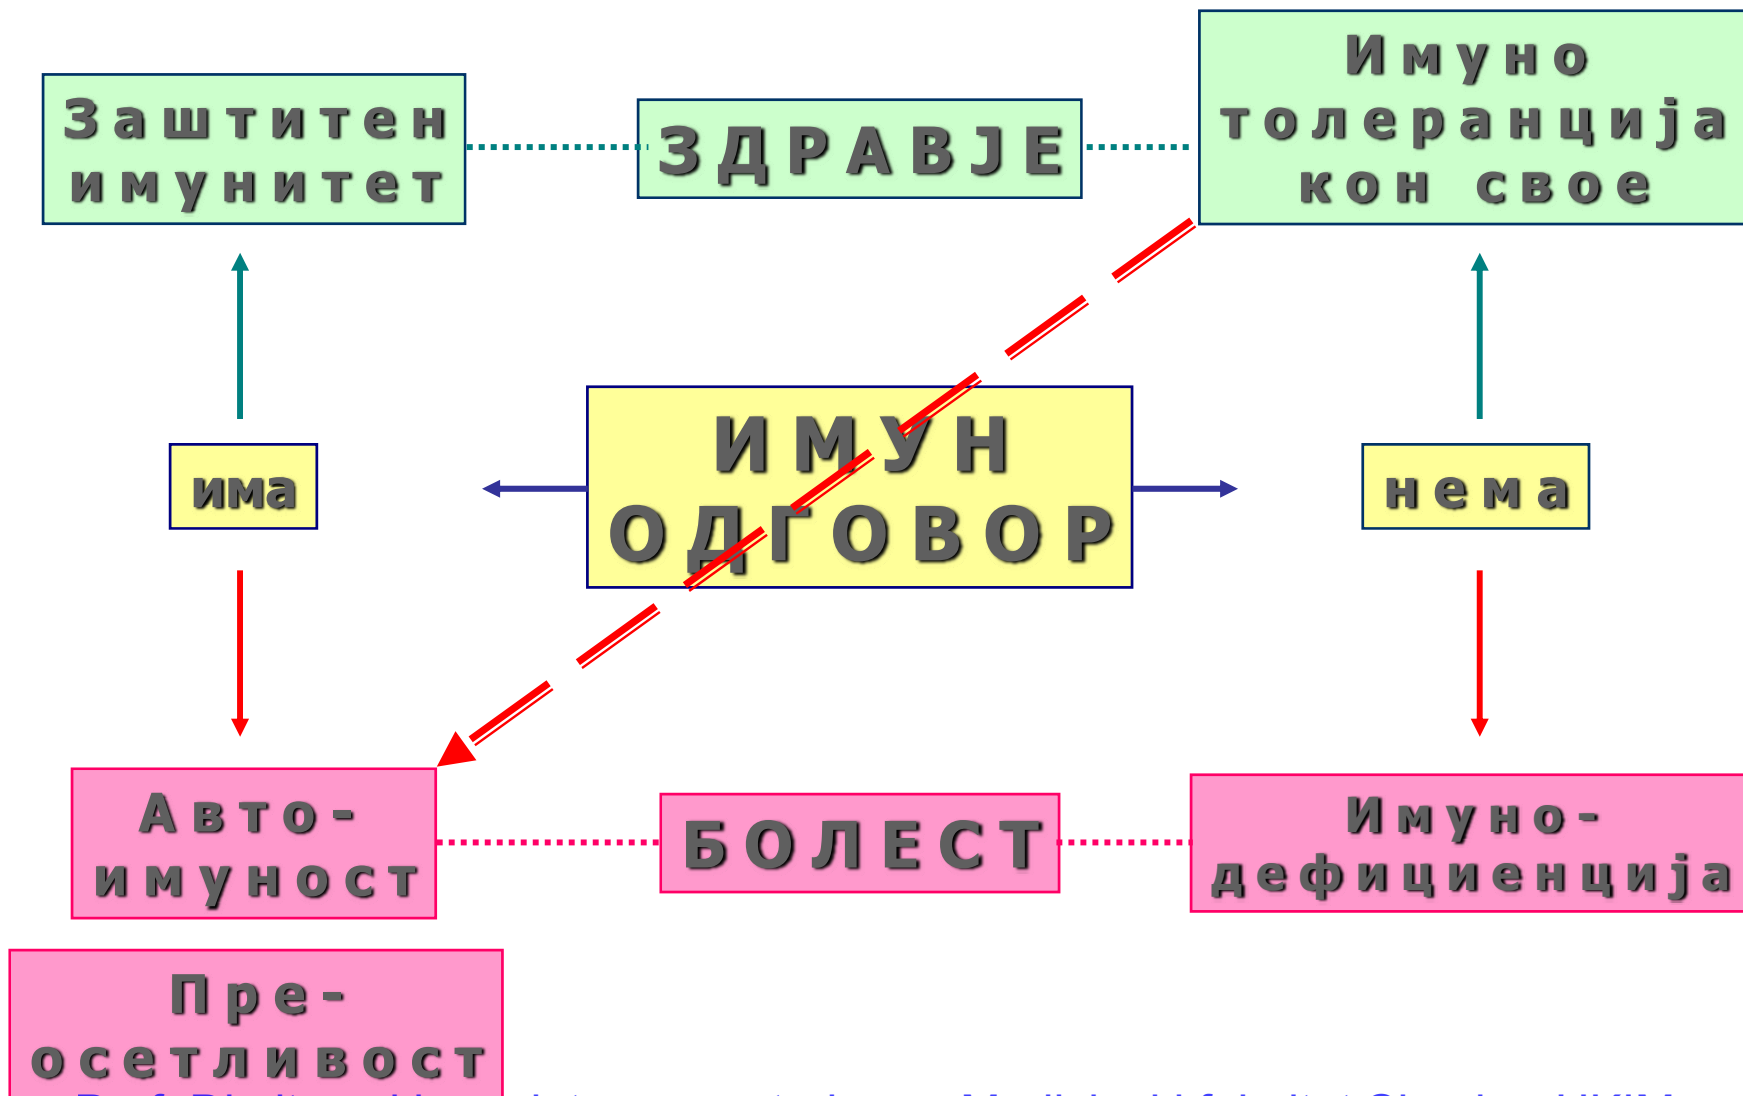 Заштитен
имунитет
ЗДРАВЈЕ
Имуно
толеранција
кон свое
има
ИМУН
ОДГОВОР
нема
Авто-
имуност
БОЛЕСТ
Имуно-
дефициенција
Пре-
осетливост